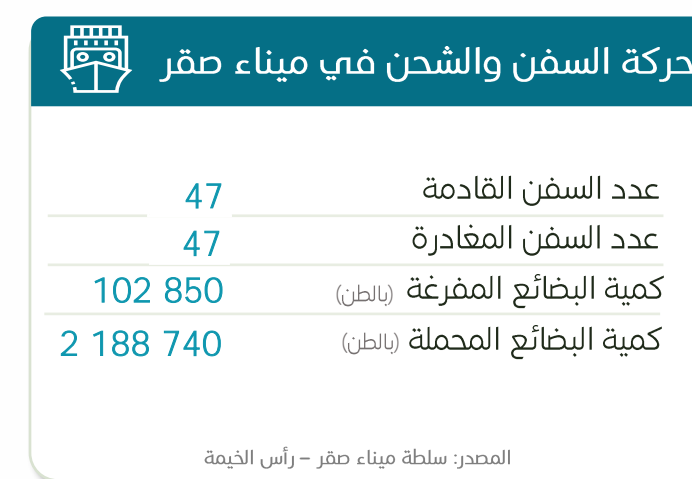 حركة السفن والشحن في ميناء صقر
عدد السفن القادمة 47
عدد السفن المغادرة 47
كمية البضائع المفرغة (بالطن) 102 850
كمية البضائع المحملة (بالطن) 2 188 740
المصدر: سلطة ميناء صقر – رأس الخيمة